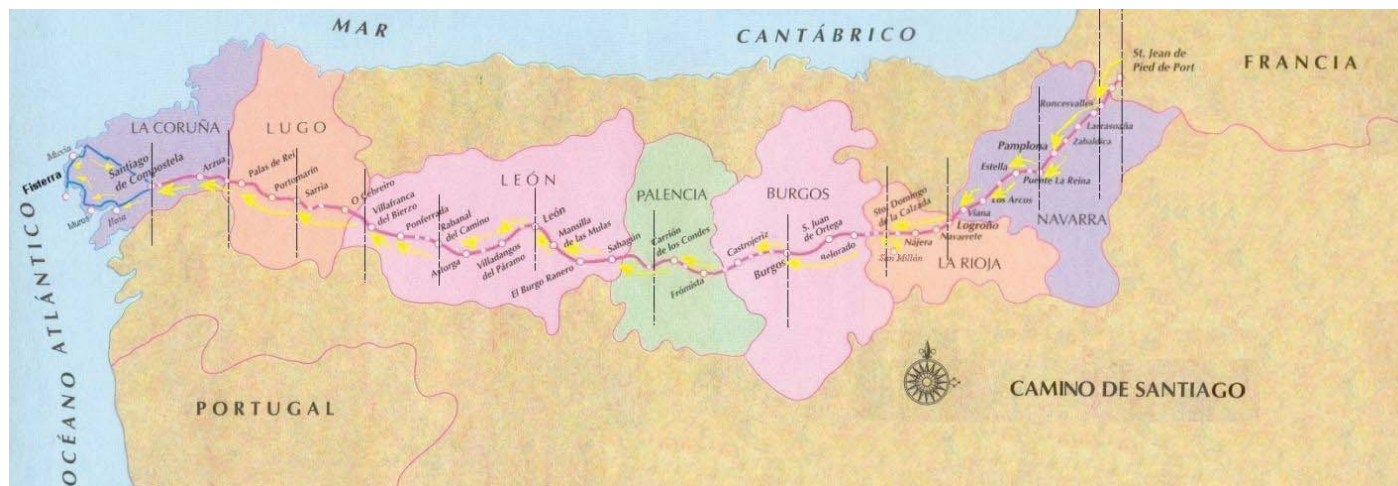 MAR
CANTÁBRICO
FRANCIA
St. Jean de
Pied de Port
Roncesvalles
Larrasoaña
Zabaldica
Pamplona
Estella
Puente La Reina
LOS Arcos
Viana
NAVARRA
Logroño
Navarrete
Nájera
Sto. Domingo
de la Calzada
San Millán
LA RIOJA
BURGOS
Belorado
S. Juan
de Ortega
Burgos
Castrojeriz
PALENCIA
Frómista
Carrión
de los Condes
Sahagún
El Burgo Ranero
LEÓN
Mansilla
de las Mulas
León
Villadangos
del Páramo
Astorga
Rabanal
del Camino
Ponferrada
Villafranca
del Bierzo
O Cebreiro
LUGO
Sarria
Portomarín
Palas de Rei
LA CORUÑA
Arzua
Santiago
de Compostela
Muxia
Fisterra
Muros
OCÉANO ATLÁNTICO
PORTUGAL
CAMINO DE SANTIAGO